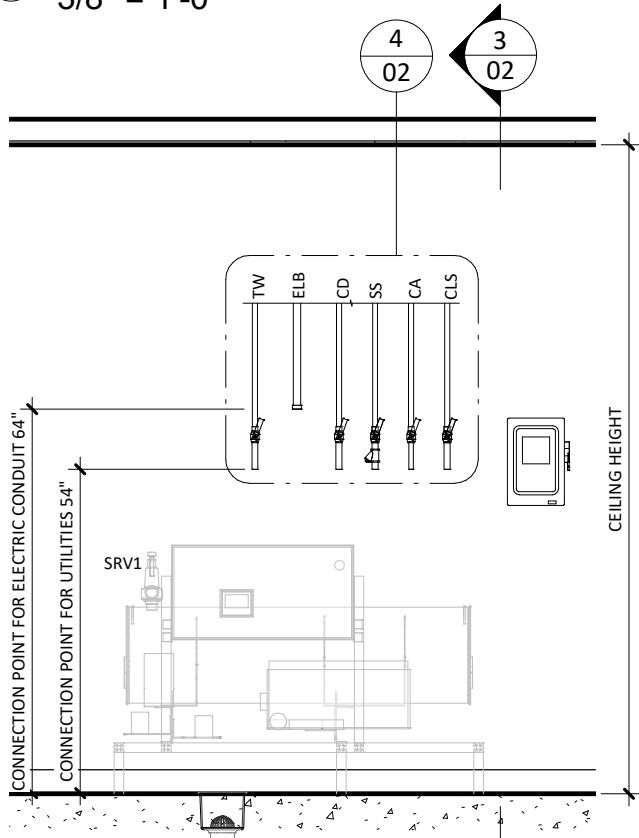 3/8" = 1'-0"
4
02
3
02
TW
ELB
CD
SS
CA
CLS
CONNECTION POINT FOR ELECTRIC CONDUIT 64"
CONNECTION POINT FOR UTILITIES 54"
SRV1
CEILING HEIGHT